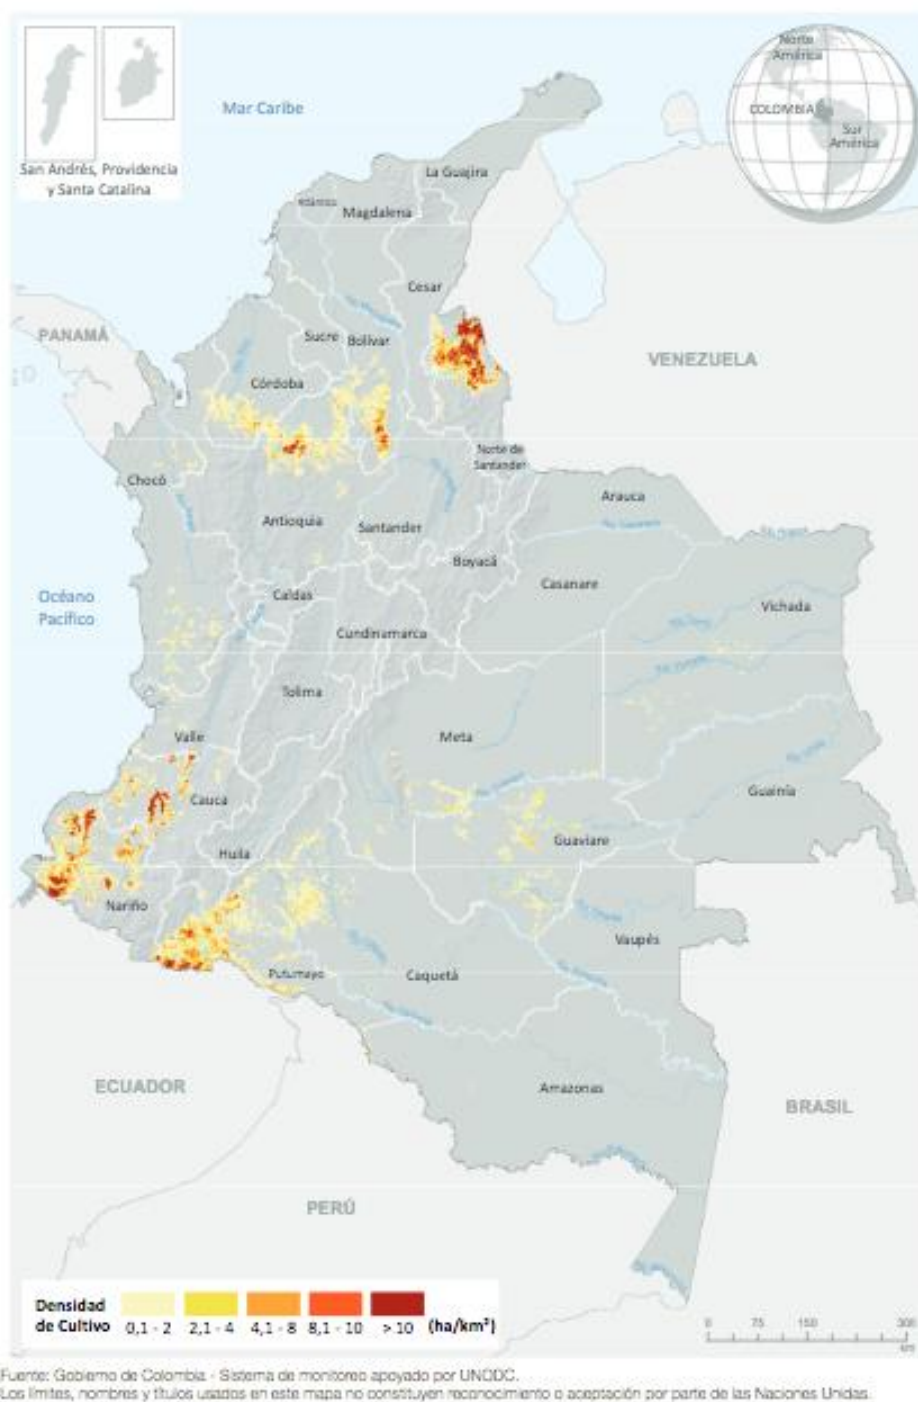 Norte
América
COLOMBIA
Sur
América
Mar Caribe
San Andrés, Providencia
y Santa Catalina
La Guajira
Atlántico
Magdalena
Cesar
PANAMÁ
Sucre
Bolívar
VENEZUELA
Córdoba
Norte de
Santander
Chocó
Arauca
Antioquia
Santander
Boyacá
Casanare
Océano
Pacífico
Caldas
Vichada
Cundinamarca
Tolima
Valle
Meta
Cauca
Guainía
Guaviare
Huila
Nariño
Vaupés
Putumayo
Caquetá
ECUADOR
Amazonas
BRASIL
PERÚ
Densidad
de Cultivo
0,1 - 2
2,1 - 4
4,1 - 8
8,1 - 10
> 10
(ha/km²)
0 75 150 300
km
Fuente: Gobierno de Colombia - Sistema de monitoreo apoyado por UNODC.
Los límites, nombres y títulos usados en este mapa no constituyen reconocimiento o aceptación por parte de las Naciones Unidas.